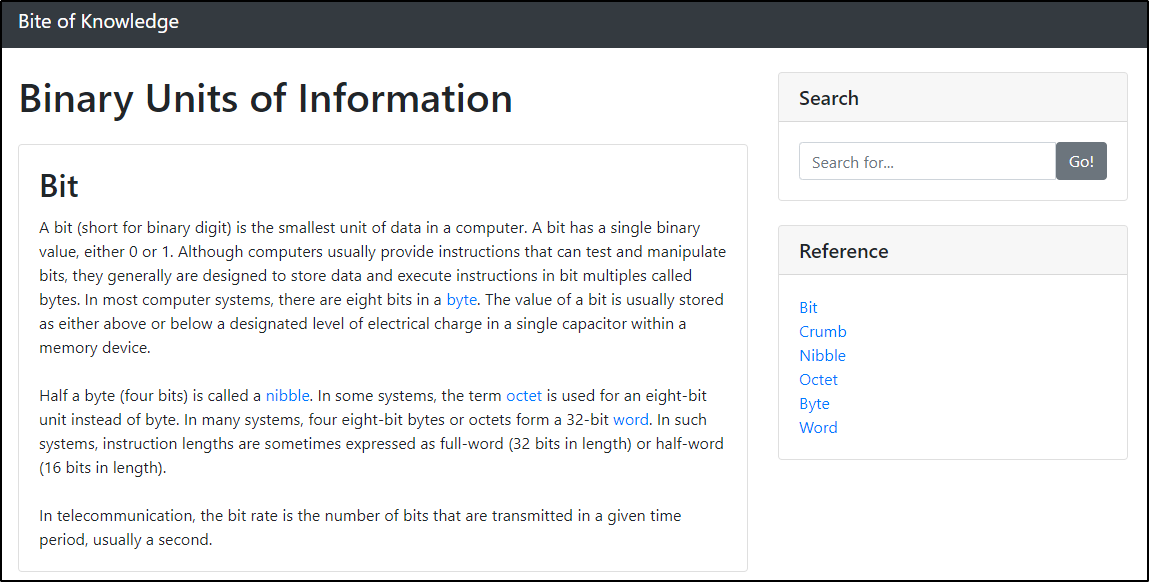 Bite of Knowledge
Binary Units of Information
Bit
A bit (short for binary digit) is the smallest unit of data in a computer. A bit has a single binary
value, either 0 or 1. Although computers usually provide instructions that can test and manipulate
bits, they generally are designed to store data and execute instructions in bit multiples called
bytes. In most computer systems, there are eight bits in a byte. The value of a bit is usually stored
as either above or below a designated level of electrical charge in a single capacitor within a
memory device.
Half a byte (four bits) is called a nibble. In some systems, the term octet is used for an eight-bit
unit instead of byte. In many systems, four eight-bit bytes or octets form a 32-bit word. In such
systems, instruction lengths are sometimes expressed as full-word (32 bits in length) or half-word
(16 bits in length).
In telecommunication, the bit rate is the number of bits that are transmitted in a given time
period, usually a second.
Search
Search for...
Go!
Reference
Bit
Crumb
Nibble
Octet
Byte
Word